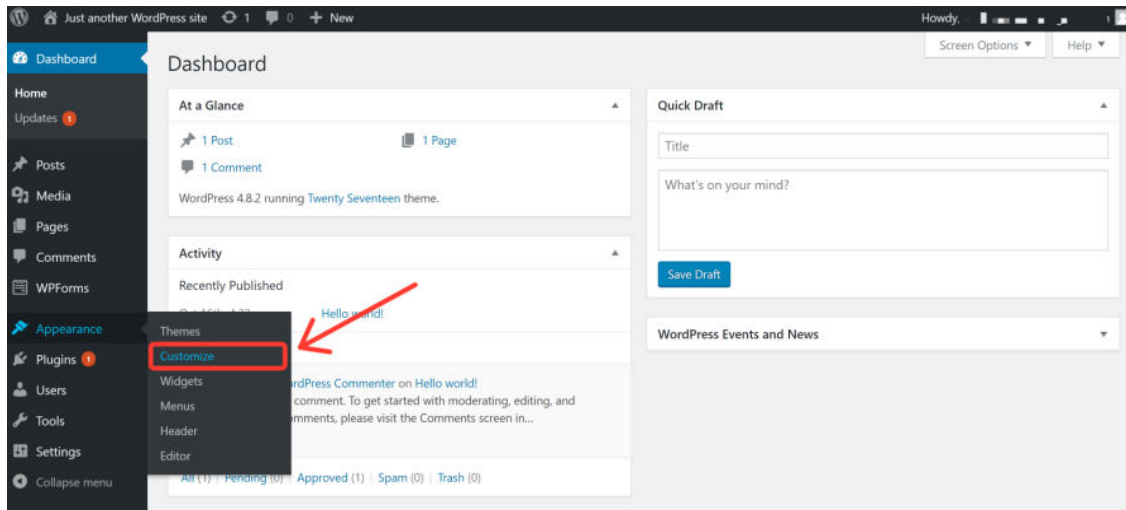 Just another WordPress site 1 0 + New Howdy,
Screen Options ▼ Help ▼
Dashboard
Home
Updates 1
Posts
Media
Pages
Comments
WPForms
Appearance
Plugins 1
Users
Tools
Settings
Collapse menu
Themes
Customize
Widgets
Menus
Header
Editor
Dashboard
At a Glance
1 Post 1 Page
1 Comment
WordPress 4.8.2 running Twenty Seventeen theme.
Activity
Recently Published
Hello world!
Commenter on Hello world!
comment. To get started with moderating, editing, and
please visit the Comments screen in...
All (1) | Pending (0) | Approved (1) | Spam (0) | Trash (0)
Quick Draft
Title
What's on your mind?
Save Draft
WordPress Events and News